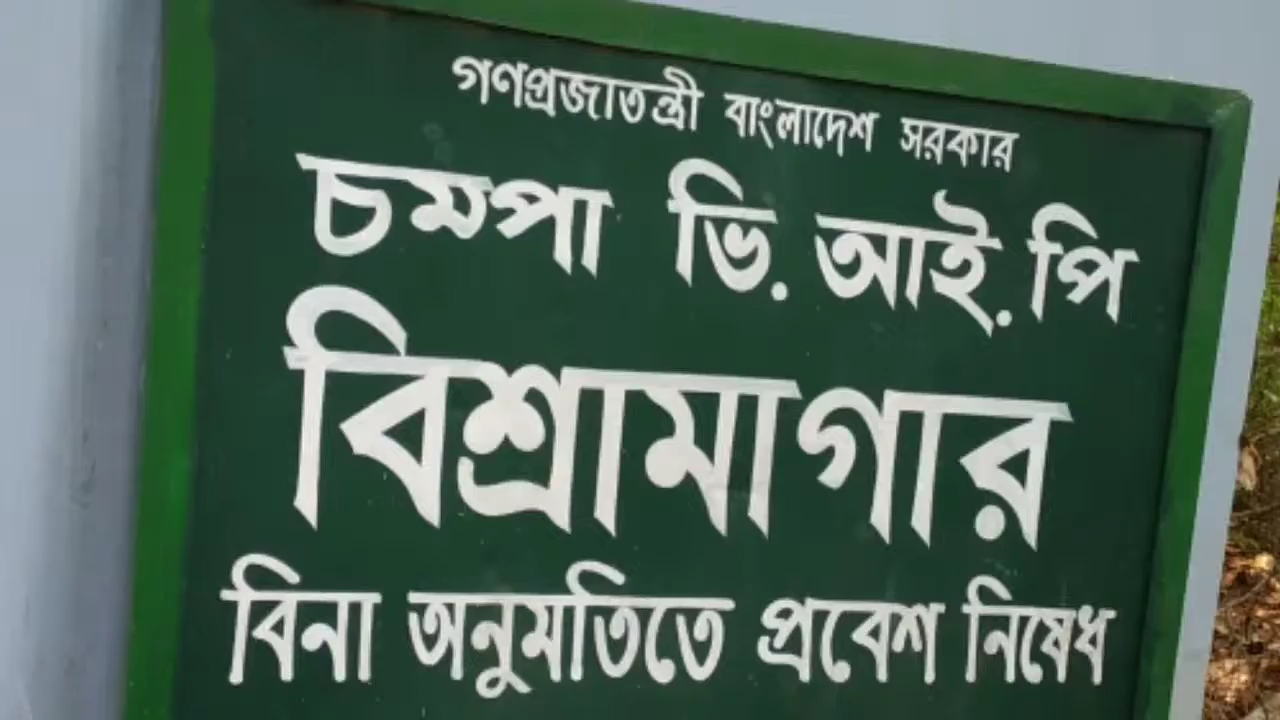 গণপ্রজাতন্ত্রী বাংলাদেশ সরকার
চম্পা ভি. আই. পি
বিশ্রামাগার
বিনা অনুমতিতে প্রবেশ নিষেধ